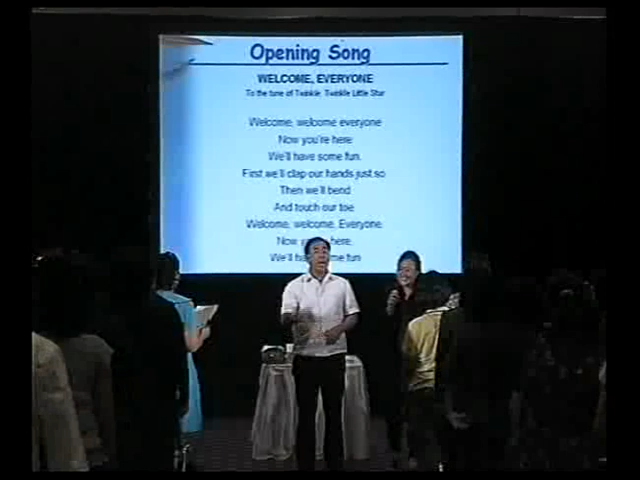 Opening Song
WELCOME, EVERYONE
To the tune of Twinkle, Twinkle Little Star
Welcome, welcome everyone
Now you're here
We'll have some fun.
First we'll clap our hands just so
Then we'll bend
And touch our toe
Welcome, welcome, Everyone.
Now here.
We'll fun